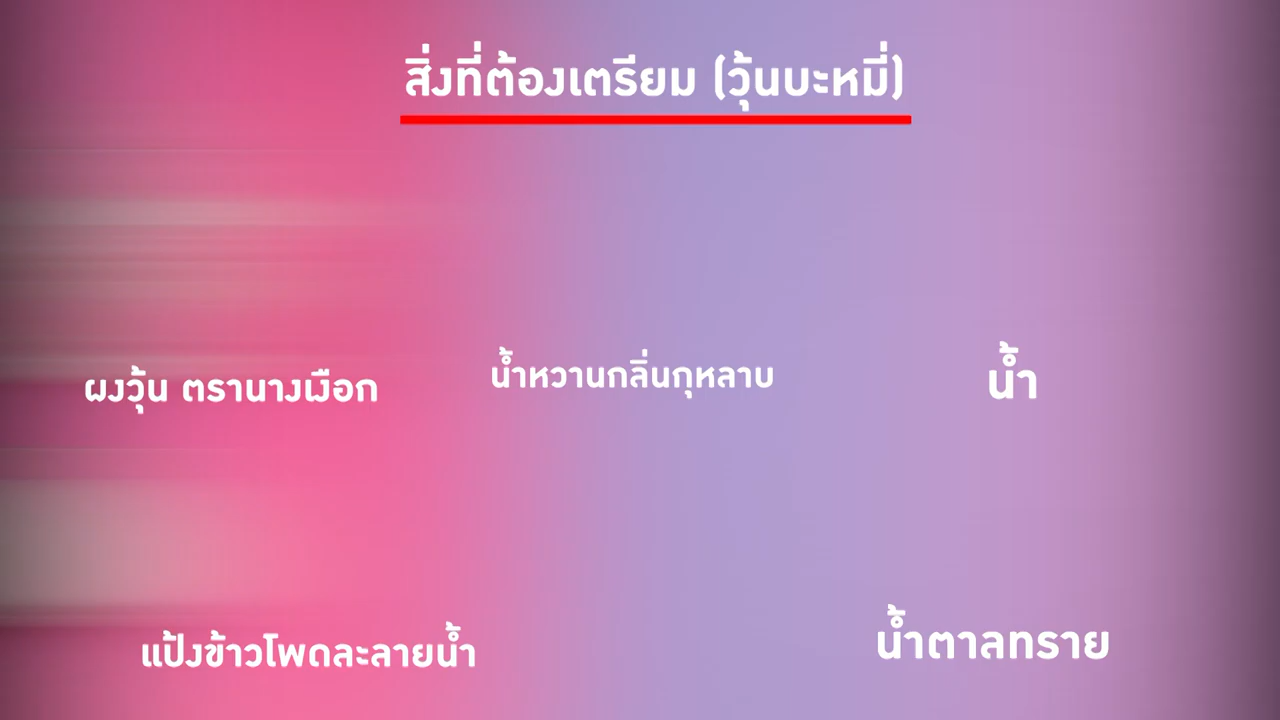 สิ่งที่ต้องเตรียม (วุ้นบะหมี่)
ผงวุ้น ตรานางเงือก
น้ำหวานกลิ่นกุหลาบ
น้ำ
แป้งข้าวโพดละลายน้ำ
น้ำตาลทราย